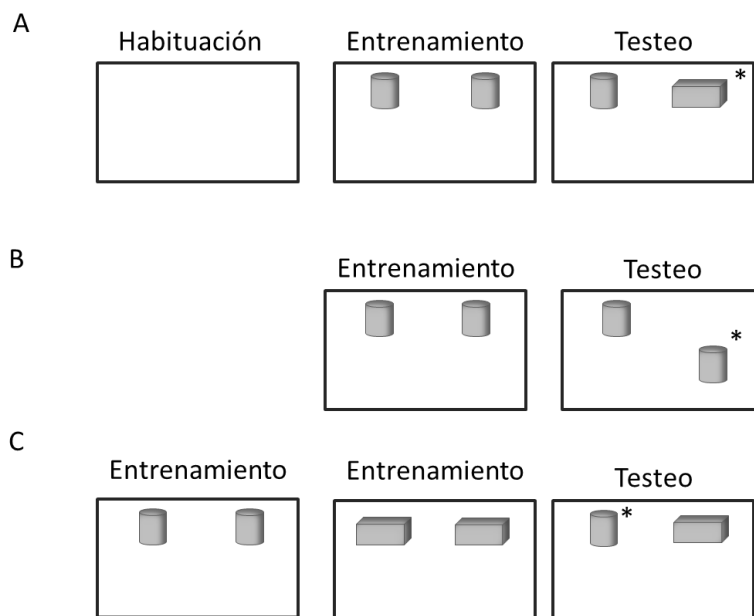 A
Habituación Entrenamiento Testeo
*
B
Entrenamiento Testeo
*
C
Entrenamiento Entrenamiento Testeo
*